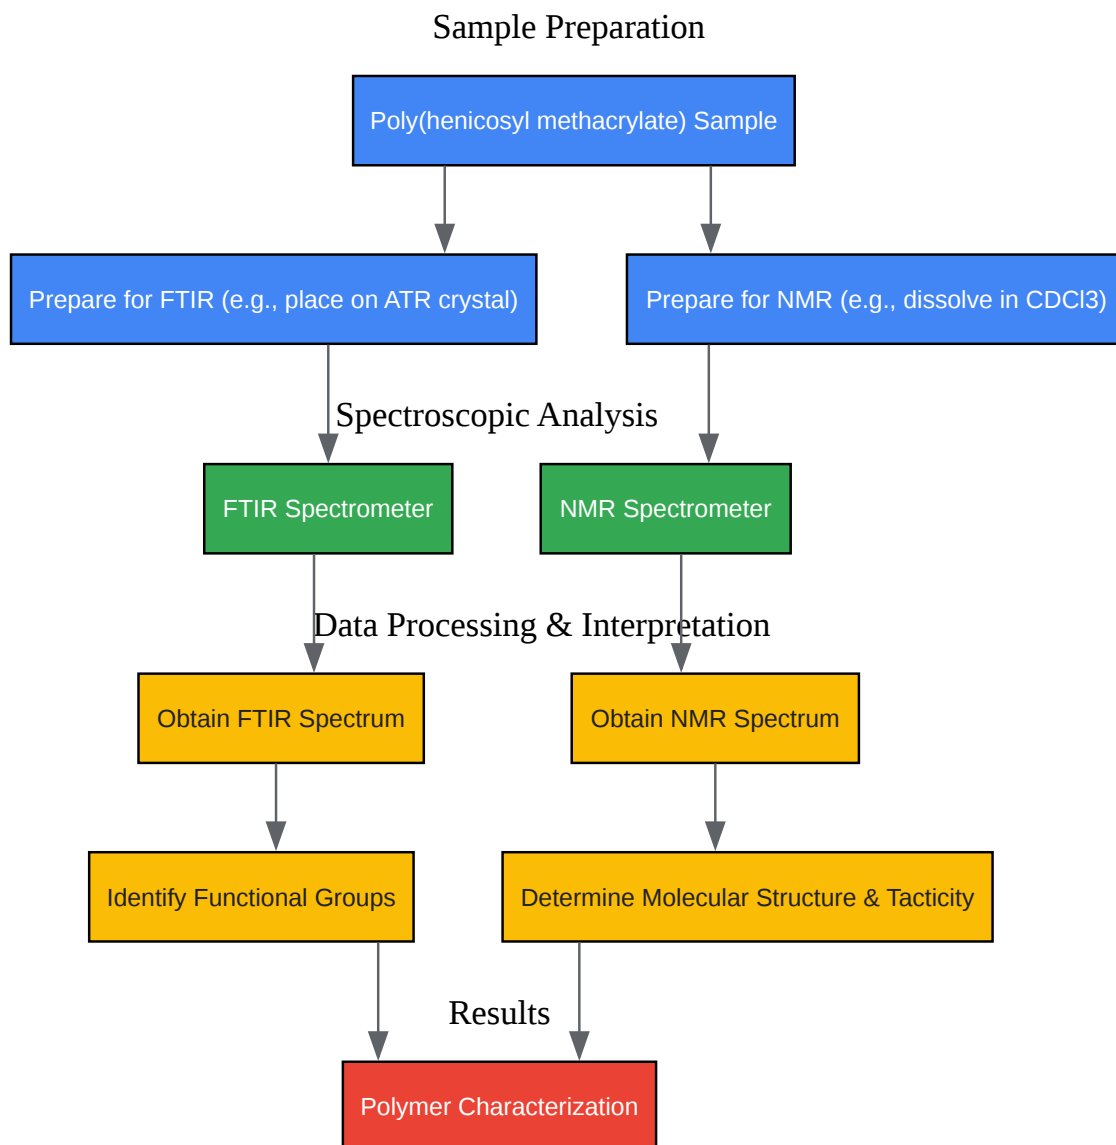 Sample Preparation
Poly(henicosyl methacrylate) Sample
Prepare for FTIR (e.g., place on ATR crystal)
Prepare for NMR (e.g., dissolve in CDCl3)
Spectroscopic Analysis
FTIR Spectrometer
NMR Spectrometer
Data Processing & Interpretation
Obtain FTIR Spectrum
Obtain NMR Spectrum
Identify Functional Groups
Determine Molecular Structure & Tacticity
Results
Polymer Characterization